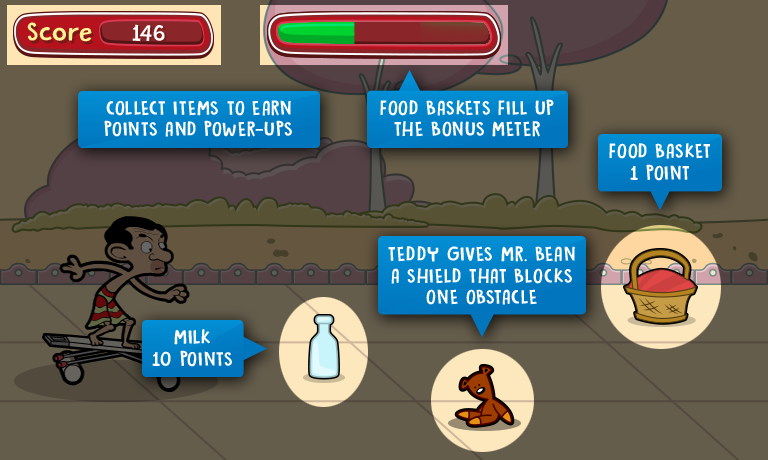 Score 146
COLLECT ITEMS TO EARN
POINTS AND POWER-UPS
FOOD BASKETS FILL UP
THE BONUS METER
FOOD BASKET
1 POINT
TEDDY GIVES MR. BEAN
A SHIELD THAT BLOCKS
ONE OBSTACLE
MILK
10 POINTS